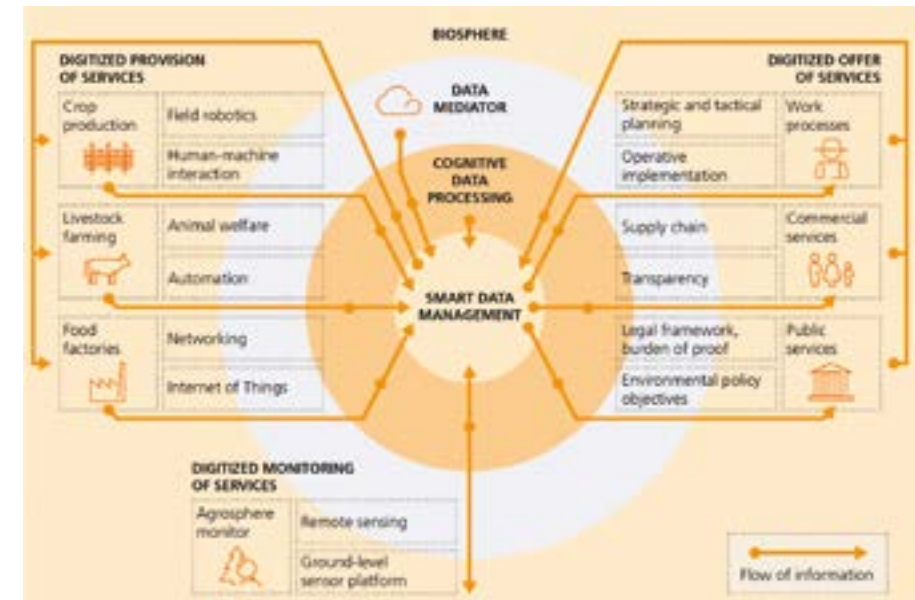 BIOSPHERE
DIGITIZED PROVISION
OF SERVICES
Crop
production
Field robotics
Human-machine
interaction
Livestock
farming
Animal welfare
Automation
Food
factories
Networking
Internet of Things
DATA
MEDIATOR
COGNITIVE
DATA
PROCESSING
SMART DATA
MANAGEMENT
DIGITIZED OFFER
OF SERVICES
Strategic and tactical
planning
Operative
implementation
Work
processes
Supply chain
Transparency
Commercial
services
Legal framework,
burden of proof
Environmental policy
objectives
Public
services
DIGITIZED MONITORING
OF SERVICES
Agrosphere
monitor
Remote sensing
Ground-level
sensor platform
Flow of information